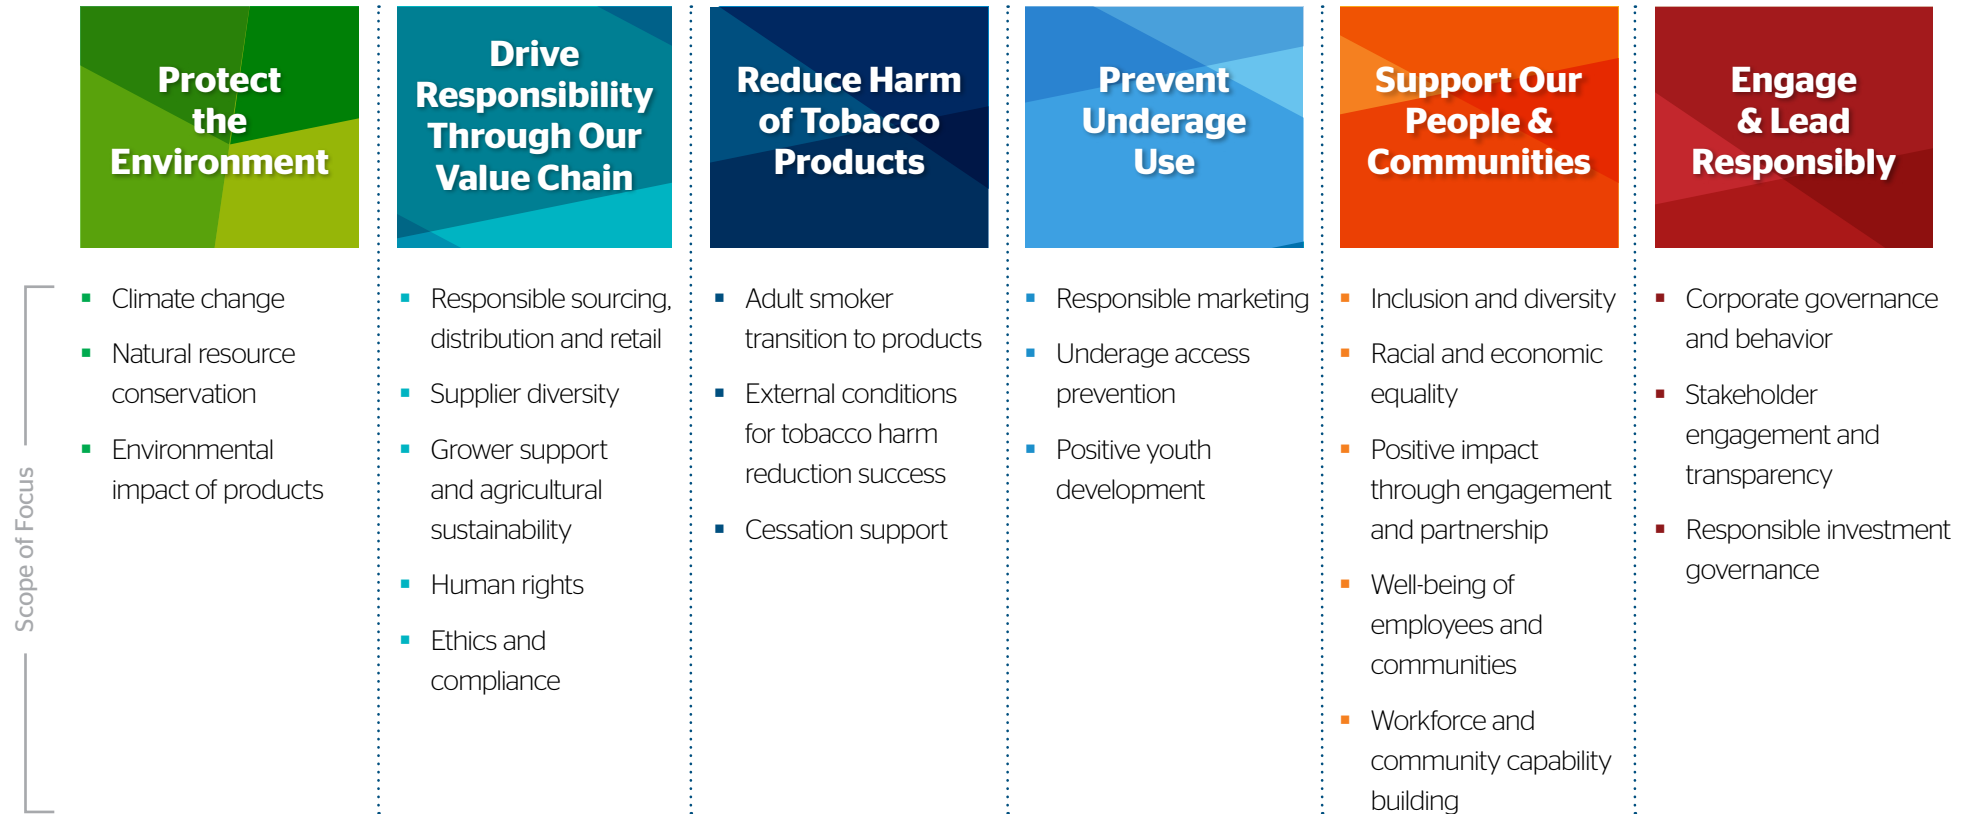 Protect
the
Environment
Drive
Responsibility
Through Our
Value Chain
Reduce Harm
of Tobacco
Products
Prevent
Underage
Use
Support Our
People &
Communities
Engage
& Lead
Responsibly
Scope of Focus
Climate change
Natural resource
conservation
Environmental
impact of products
Responsible sourcing,
distribution and retail
Supplier diversity
Grower support
and agricultural
sustainability
Human rights
Ethics and
compliance
Adult smoker
transition to products
External conditions
for tobacco harm
reduction success
Cessation support
Responsible marketing
Underage access
prevention
Positive youth
development
Inclusion and diversity
Racial and economic
equality
Positive impact
through engagement
and partnership
Well-being of
employees and
communities
Workforce and
community capability
building
Corporate governance
and behavior
Stakeholder
engagement and
transparency
Responsible investment
governance